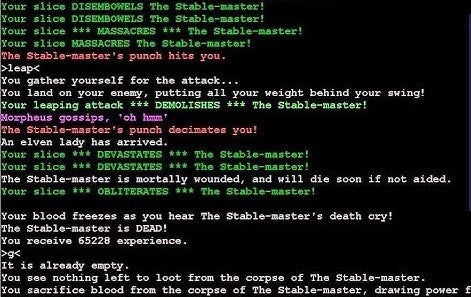 Your slice DISEMBOWELS The Stable-master!
Your slice DISEMBOWELS The Stable-master!
Your slice *** MASSACRES *** The Stable-master!
Your slice MASSACRES The Stable-master!
The Stable-master's punch hits you.
>leap<
You gather yourself for the attack...
You land on your enemy, putting all your weight behind your swing!
Your leaping attack *** DEMOLISHES *** The Stable-master!
Morpheus gossips, 'oh hmm'
The Stable-master's punch decimates you!
An elven lady has arrived.
Your slice *** DEVASTATES *** The Stable-master!
Your slice *** DEVASTATES *** The Stable-master!
The Stable-master is mortally wounded, and will die soon if not aided.
Your slice *** OBLITERATES *** The Stable-master!
Your blood freezes as you hear The Stable-master's death cry!
The Stable-master is DEAD!
You receive 65228 experience.
>g<
It is already empty.
You see nothing left to loot from the corpse of The Stable-master.
You sacrifice blood from the corpse of The Stable-master, drawing power f